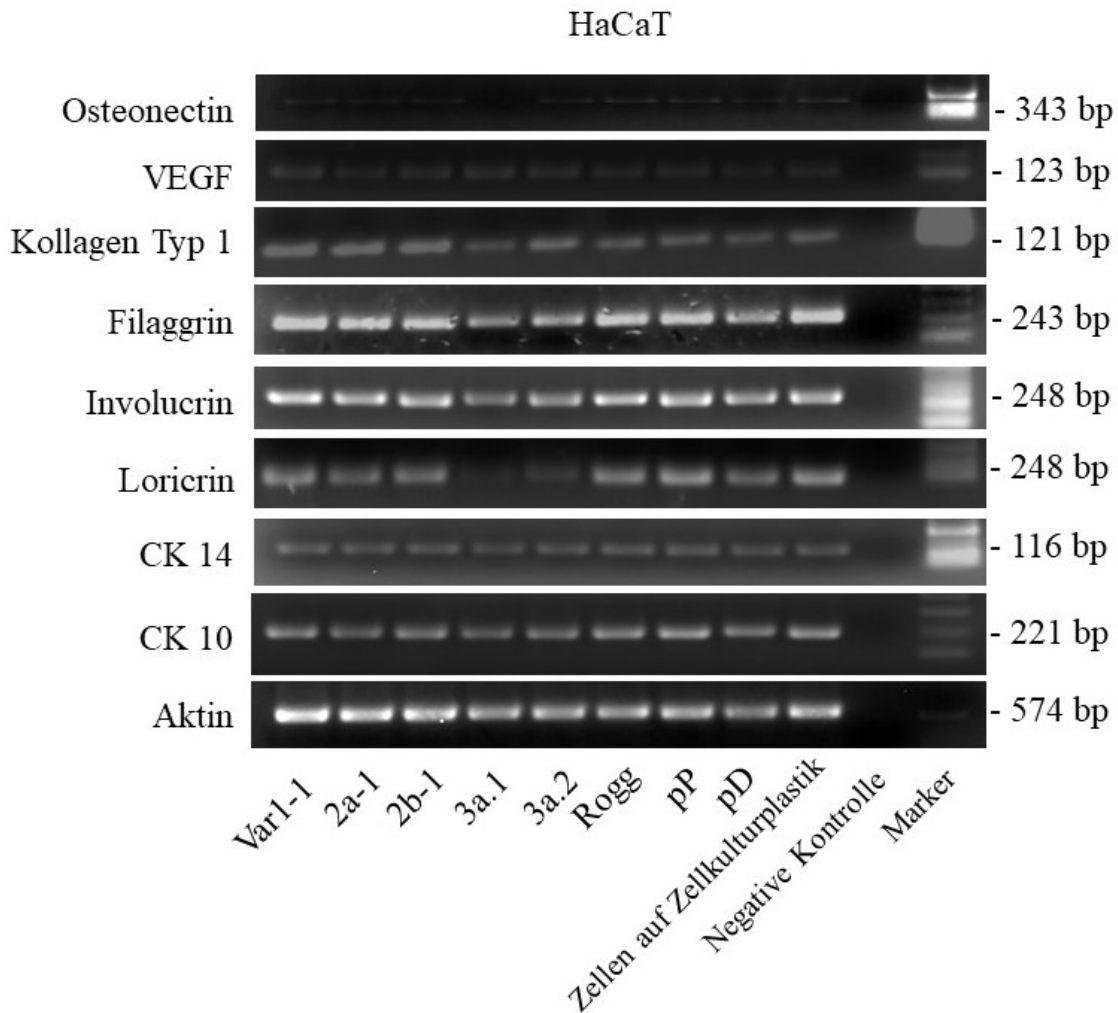 HaCaT
Osteonectin - 343 bp
VEGF - 123 bp
Kollagen Typ 1 - 121 bp
Filaggrin - 243 bp
Involucrin - 248 bp
Loricrin - 248 bp
CK 14 - 116 bp
CK 10 - 221 bp
Aktin - 574 bp
Var1-1
2a-1
2b-1
3a.1
3a.2
Rogg
pP
pD
Zellen auf Zellkulturplastik
Negative Kontrolle
Marker